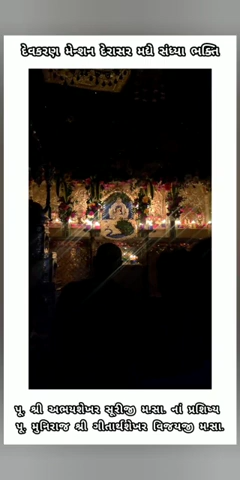 દેવકરણ મેન્શન દેરાસર મધે સંધ્યા ભક્તિ
પૂ. શ્રી અભયશેખર સૂરીજી મ.સા. નાં પ્રશિષ્ય
પૂ. મુનિરાજ શ્રી ગીતાર્થશેખર વિજયજી મ.સા.